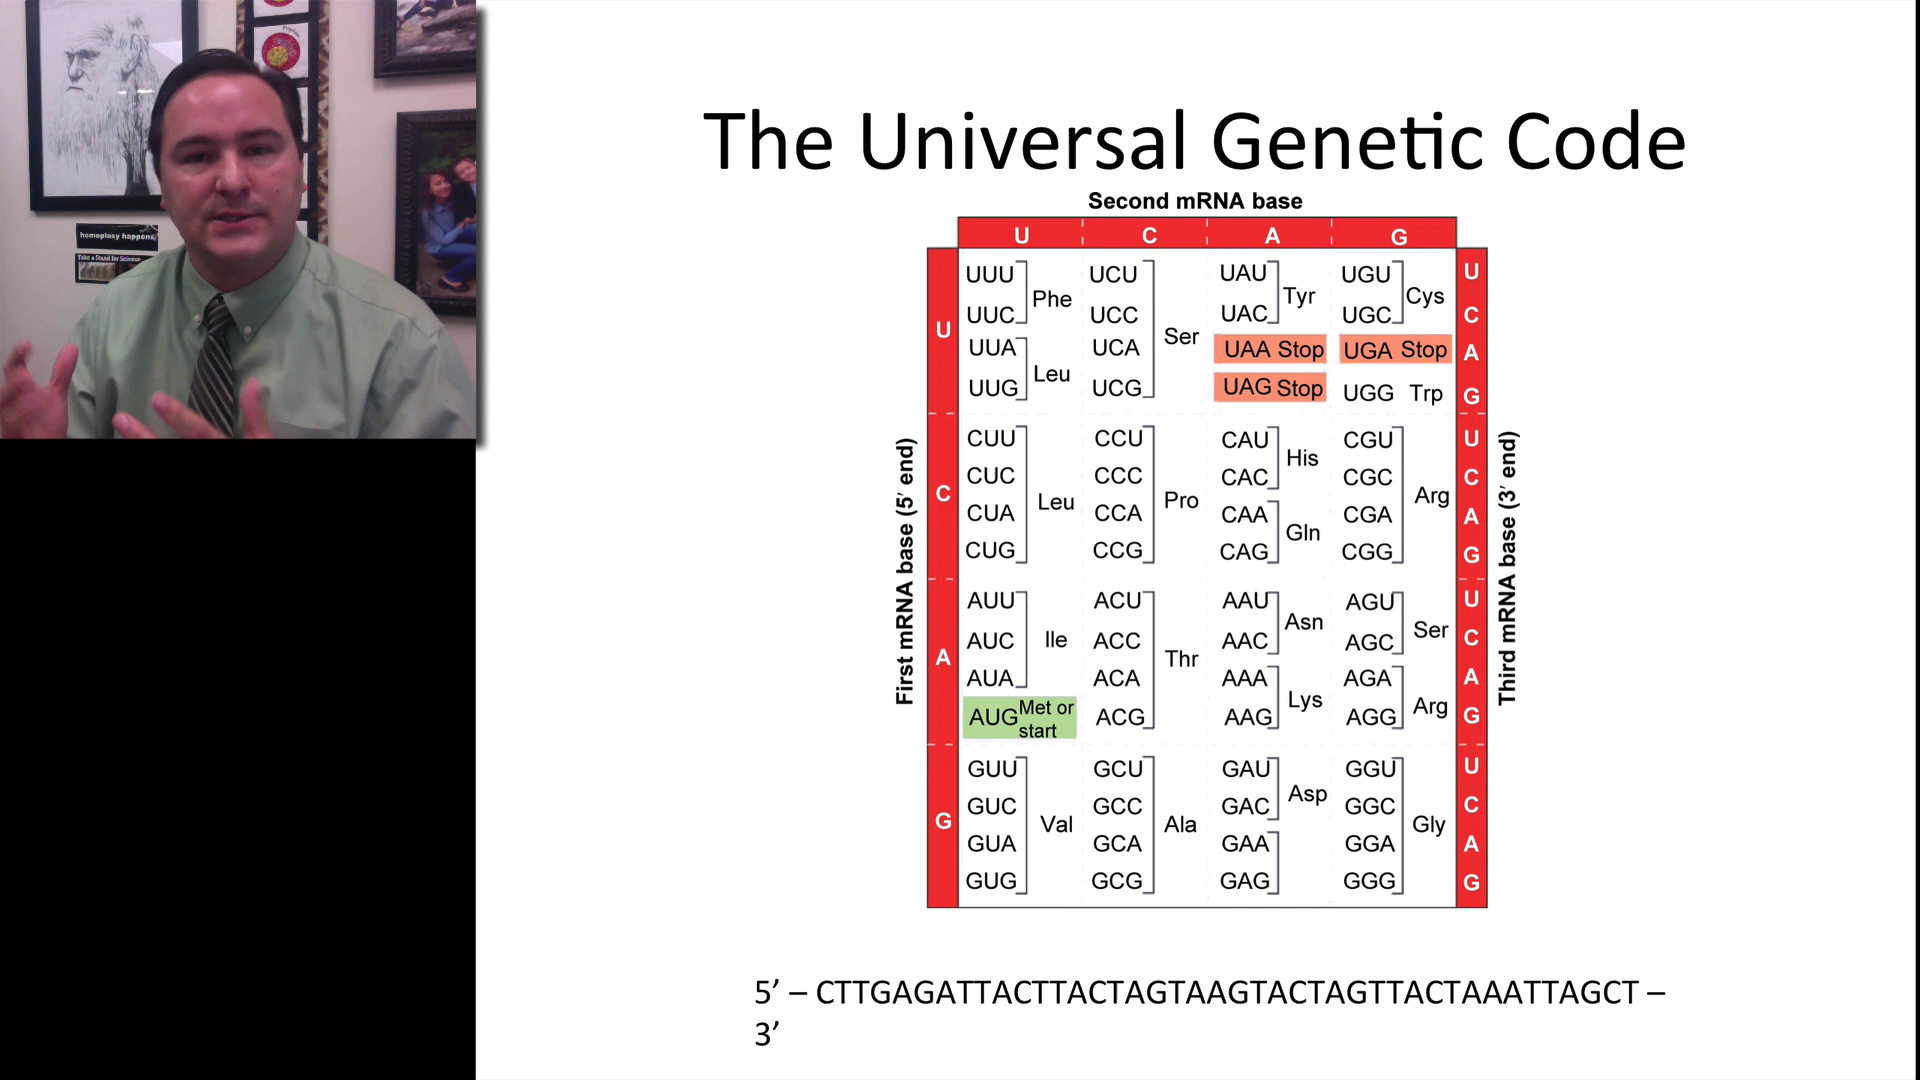 homoplasy happens
Take a Stand for Science
The Universal Genetic Code
Second mRNA base
U C A G
First mRNA base (5′ end)
Third mRNA base (3′ end)
U
UUU UCU UAU UGU U
Phe Tyr Cys
UUC UCC UAC UGC C
Ser
UUA UCA UAA Stop UGA Stop A
Leu
UUG UCG UAG Stop UGG Trp G
C
CUU CCU CAU CGU U
His
CUC CCC CAC CGC C
Leu Pro Arg
CUA CCA CAA CGA A
Gln
CUG CCG CAG CGG G
A
AUU ACU AAU AGU U
Asn Ser
AUC Ile ACC AAC AGC C
Thr
AUA ACA AAA AGA A
Lys Arg
AUG Met or start ACG AAG AGG G
G
GUU GCU GAU GGU U
Asp
GUC GCC GAC GGC C
Val Ala Gly
GUA GCA GAA GGA A
GUG GCG GAG GGG G
5’ – CTTGAGATTACTTACTAGTAAGTACTAGTTACTAAATTAGCT –
3’